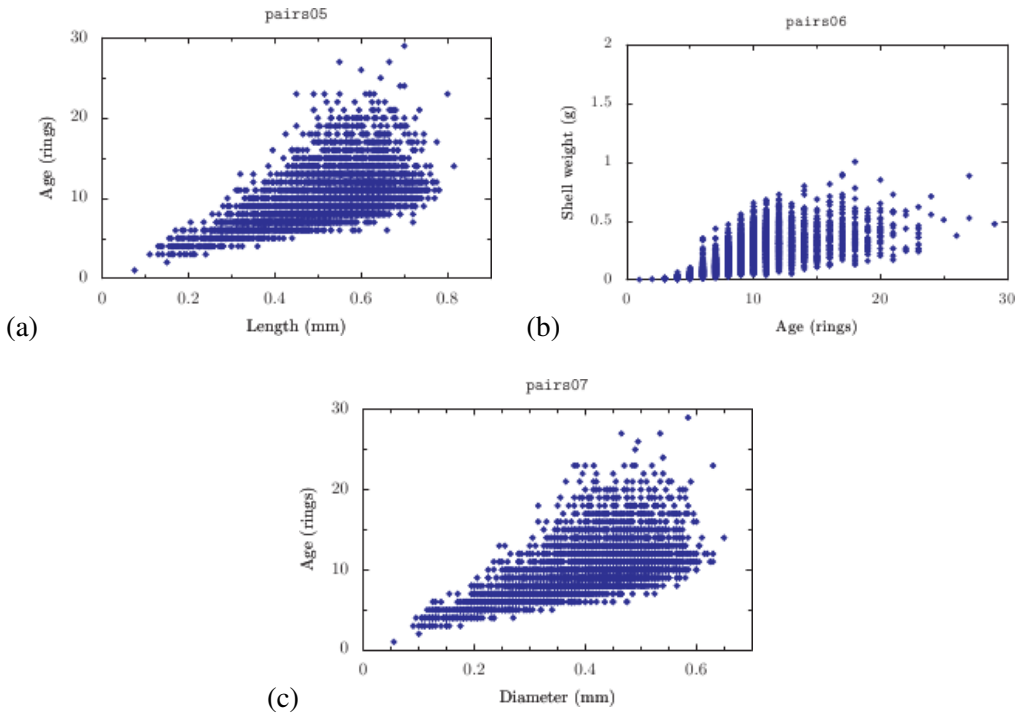 pairs05
30
20
10
0
Age (rings)
0 0.2 0.4 0.6 0.8
Length (mm)
(a)
pairs06
2
1.5
1
0.5
0
Shell weight (g)
0 10 20 30
Age (rings)
(b)
pairs07
30
20
10
0
Age (rings)
0 0.2 0.4 0.6
Diameter (mm)
(c)